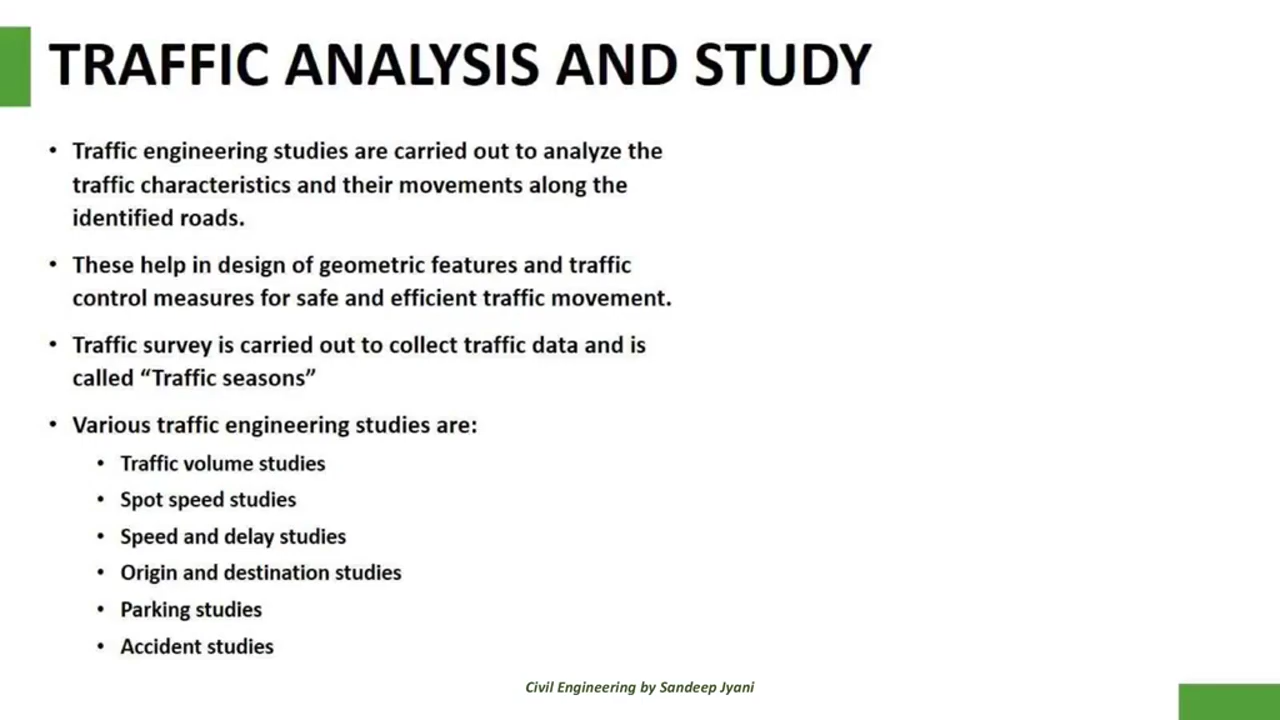 TRAFFIC ANALYSIS AND STUDY
• Traffic engineering studies are carried out to analyze the
traffic characteristics and their movements along the
identified roads.
• These help in design of geometric features and traffic
control measures for safe and efficient traffic movement.
• Traffic survey is carried out to collect traffic data and is
called “Traffic seasons”
• Various traffic engineering studies are:
• Traffic volume studies
• Spot speed studies
• Speed and delay studies
• Origin and destination studies
• Parking studies
• Accident studies
Civil Engineering by Sandeep Jyani